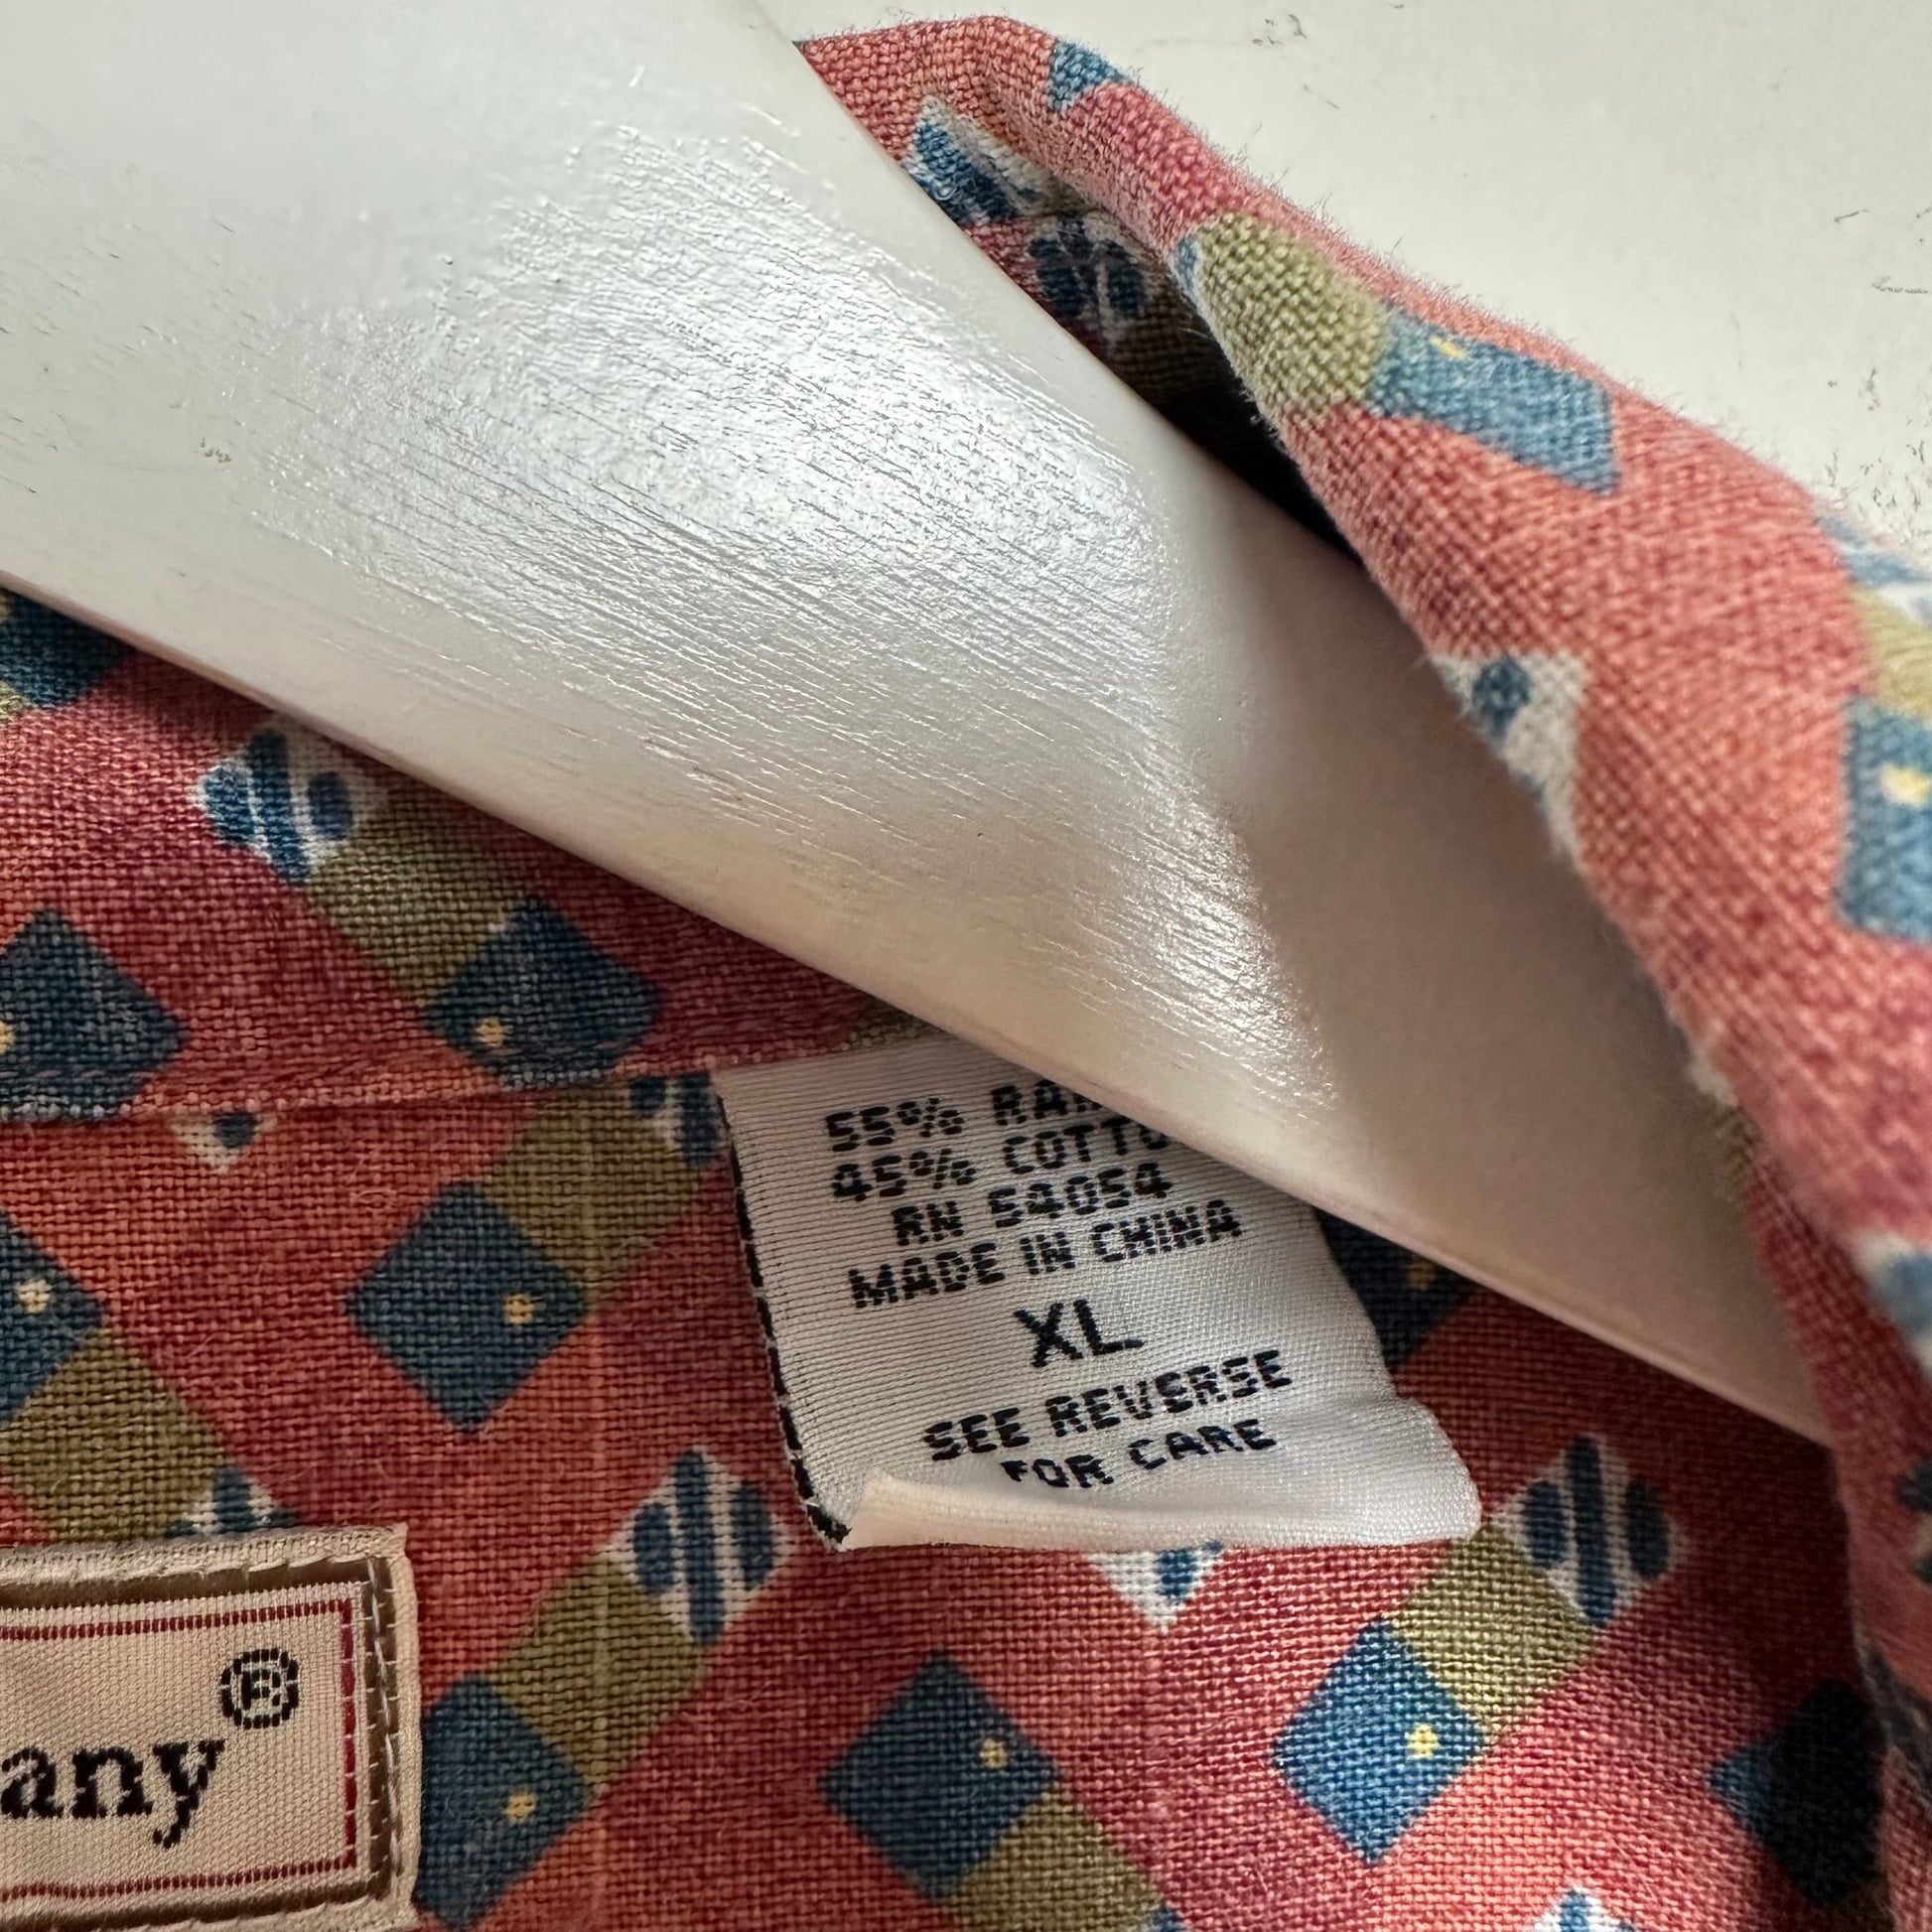 55% RAM
45% COTTO
RN 54054
MADE IN CHINA
XL
SEE REVERSE
FOR CARE
any®